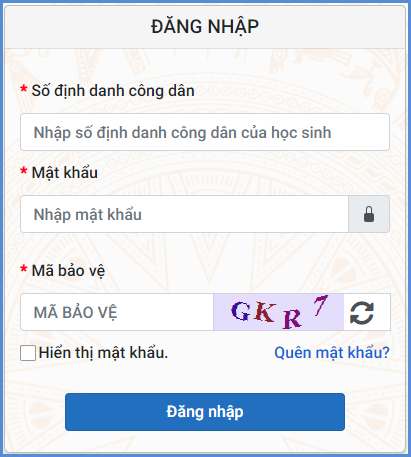 ĐĂNG NHẬP
* Số định danh công dân
Nhập số định danh công dân của học sinh
* Mật khẩu
Nhập mật khẩu
* Mã bảo vệ
MÃ BẢO VỆ GKR7
Hiển thị mật khẩu. Quên mật khẩu?
Đăng nhập